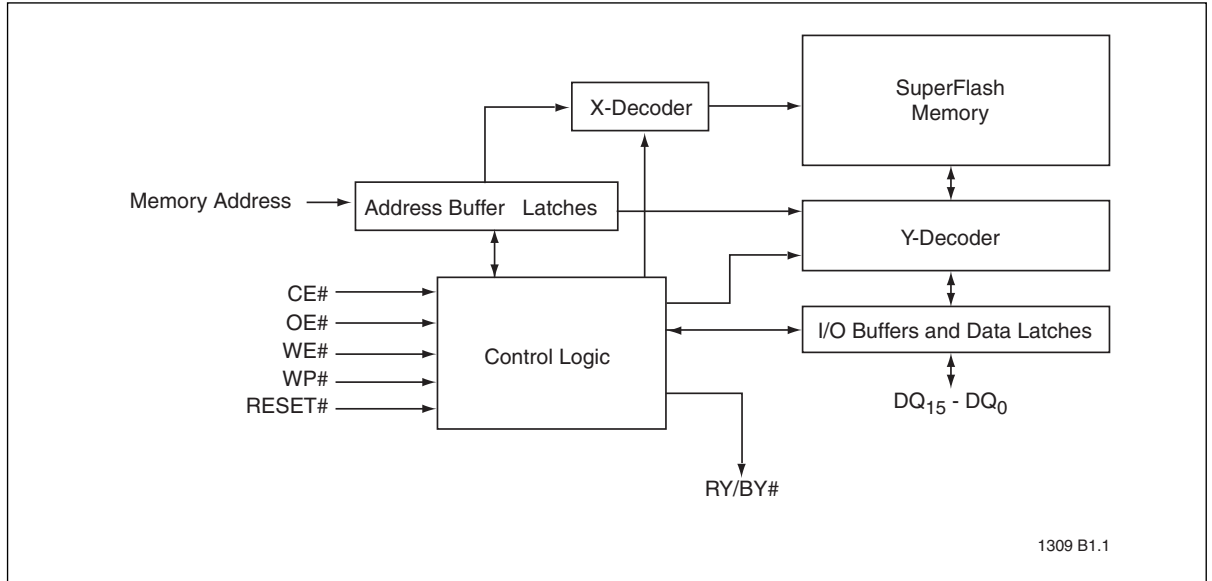 SuperFlash
Memory
X-Decoder
Memory Address
Address Buffer Latches
Y-Decoder
CE#
OE#
WE#
WP#
RESET#
Control Logic
I/O Buffers and Data Latches
DQ15 - DQ0
RY/BY#
1309 B1.1